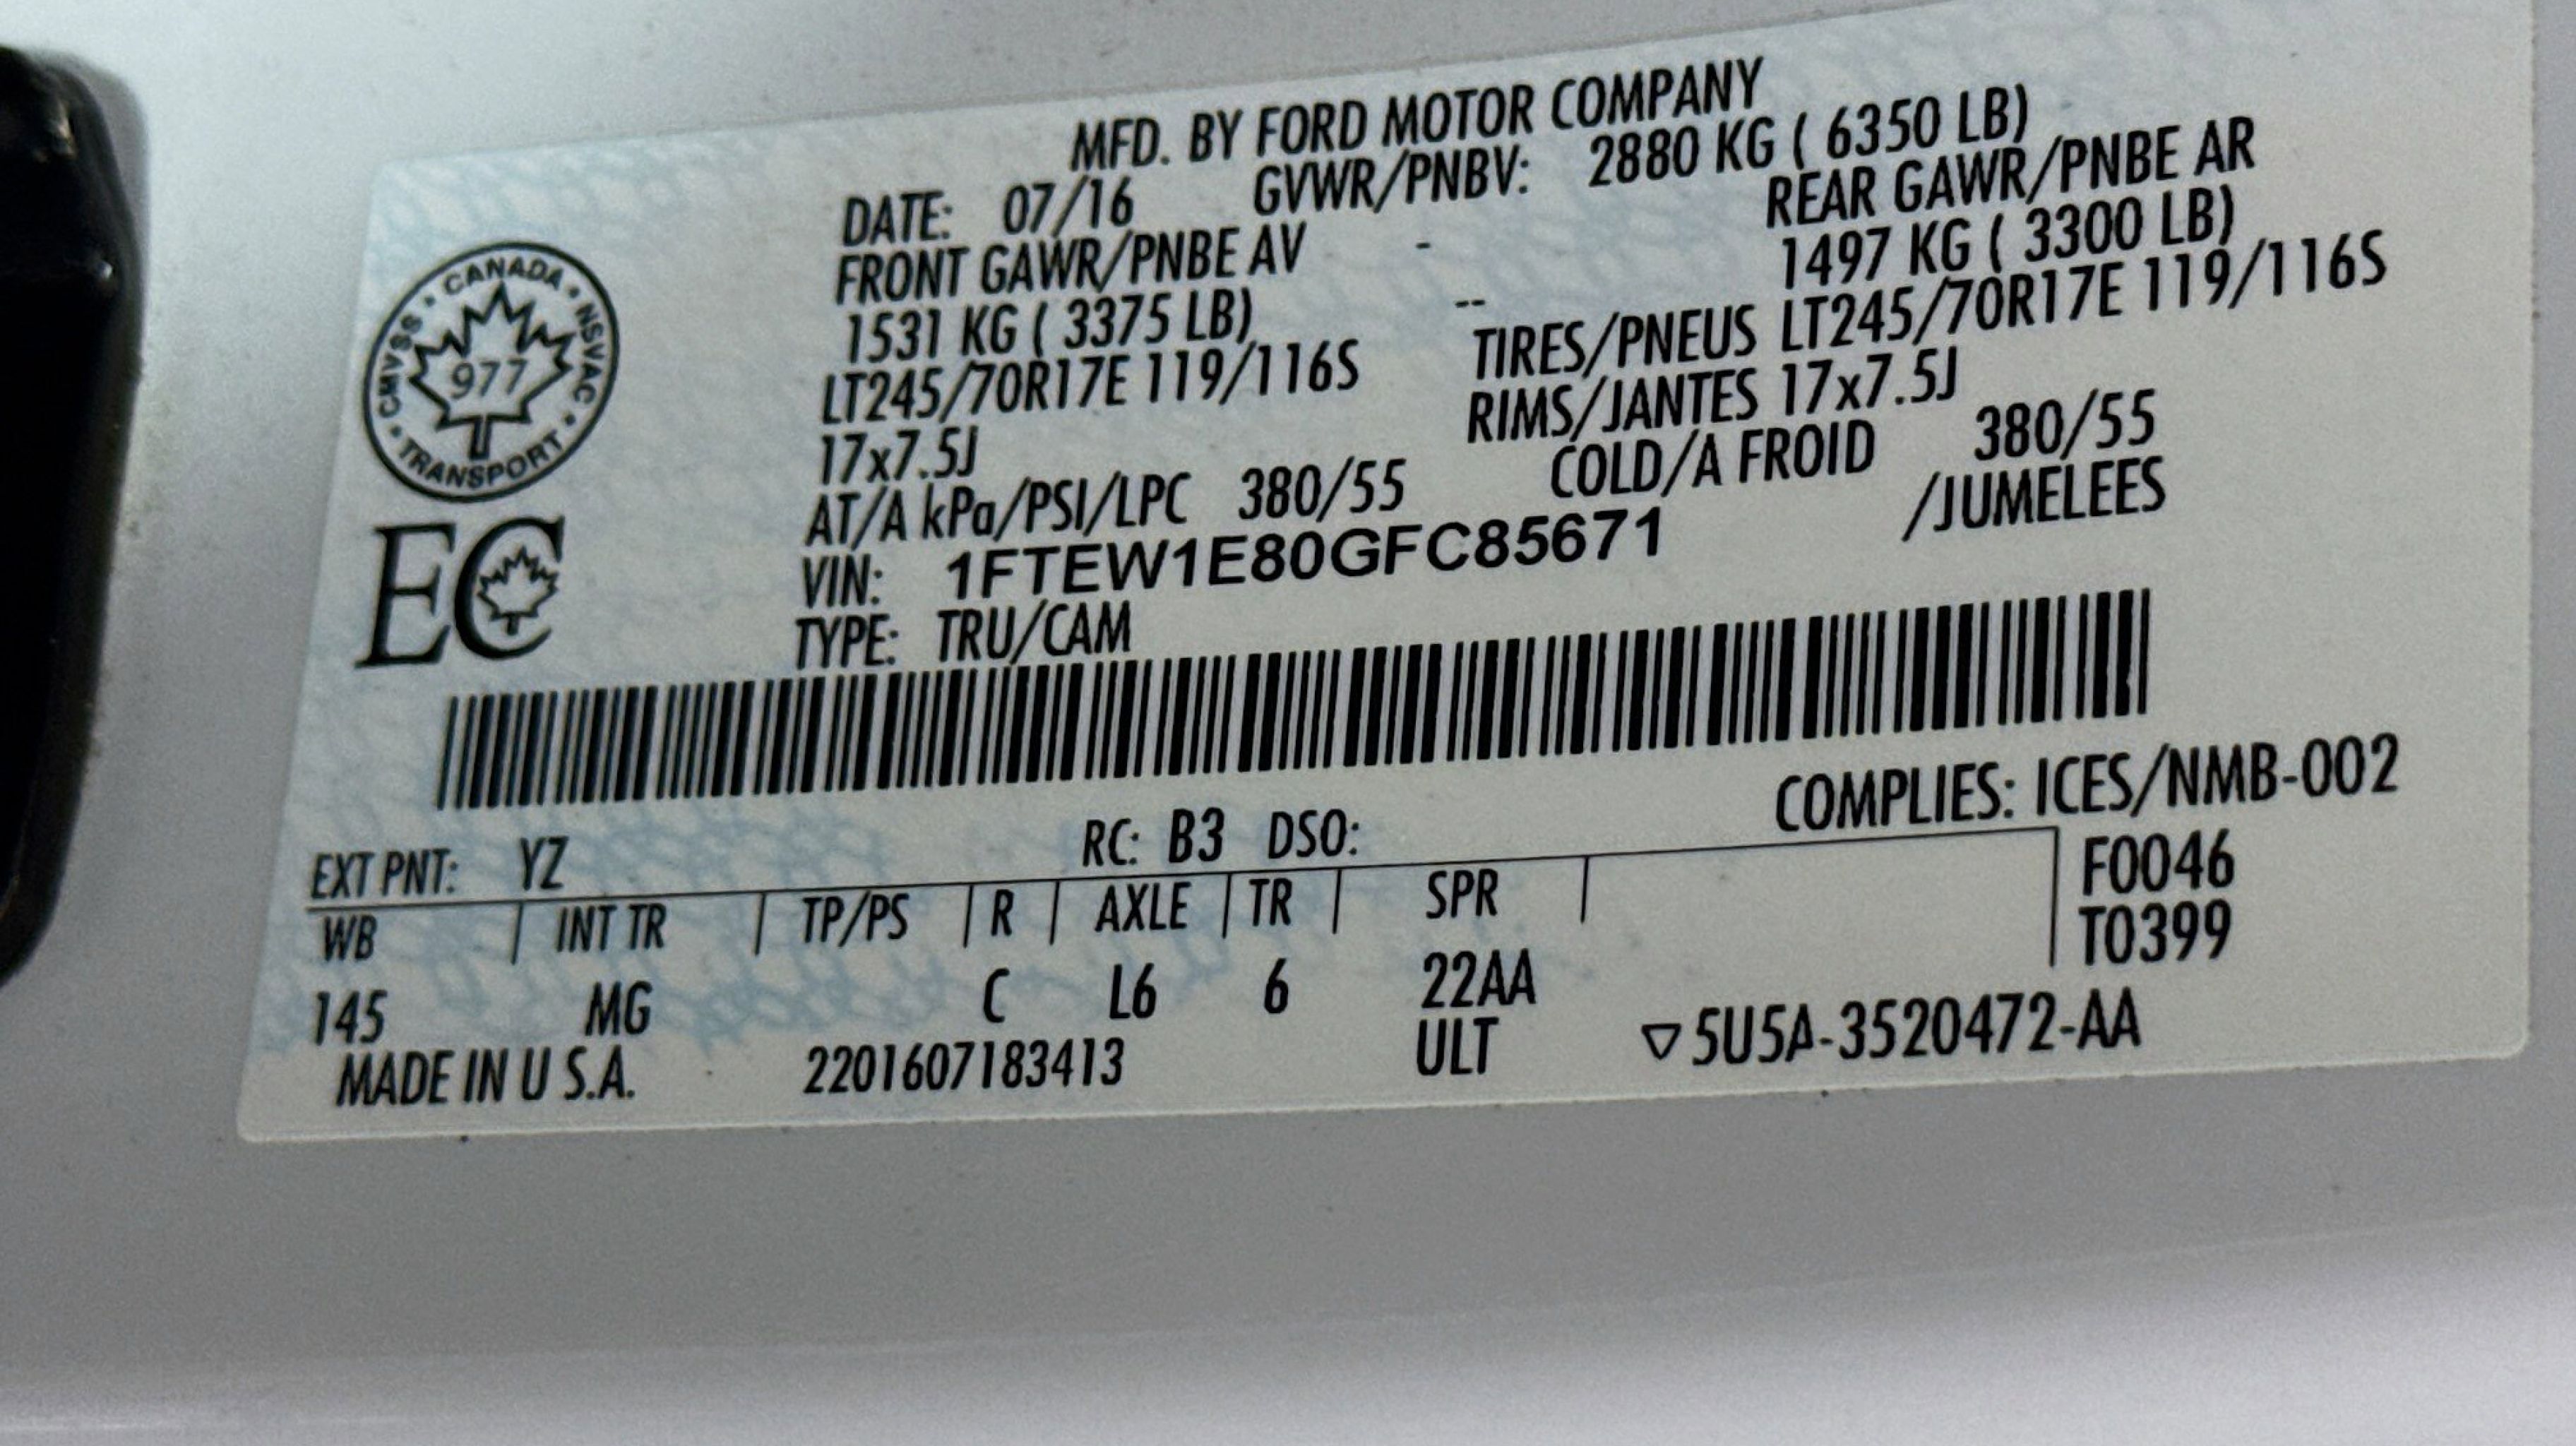 MFD. BY FORD MOTOR COMPANY
DATE: 07/16 GVWR/PNBV: 2880 KG ( 6350 LB)
FRONT GAWR/PNBE AV - REAR GAWR/PNBE AR
1531 KG ( 3375 LB) -- 1497 KG ( 3300 LB)
LT245/70R17E 119/116S TIRES/PNEUS LT245/70R17E 119/116S
17x7.5J RIMS/JANTES 17x7.5J
AT/A kPa/PSI/LPC 380/55 COLD/A FROID 380/55
VIN: 1FTEW1E80GFC85671 /JUMELEES
TYPE: TRU/CAM
CANADA • NSVAC • TRANSPORT • CMVSS •
977
EC
COMPLIES: ICES/NMB-002
EXT PNT: YZ RC: B3 DSO:
F0046
T0399
WB | INT TR | TP/PS | R | AXLE | TR | SPR |
145 MG C L6 6 22AA
ULT
MADE IN U S.A. 2201607183413 ▽5U5A-3520472-AA